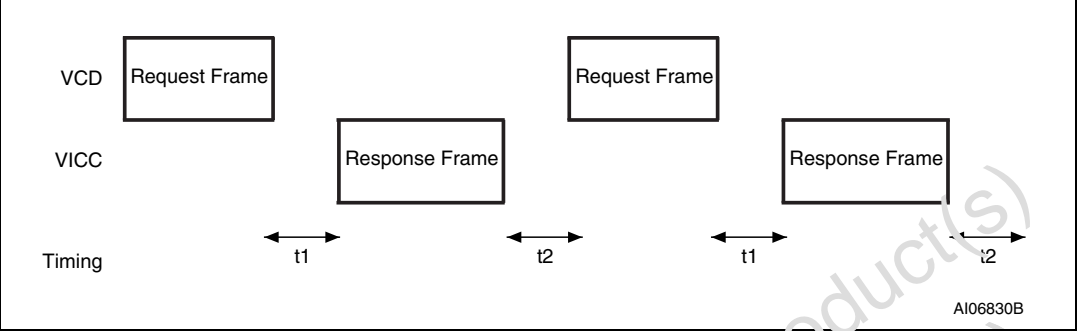 VCD
Request Frame
Request Frame
VICC
Response Frame
Response Frame
Timing
t1
t2
t1
t2
AI06830B